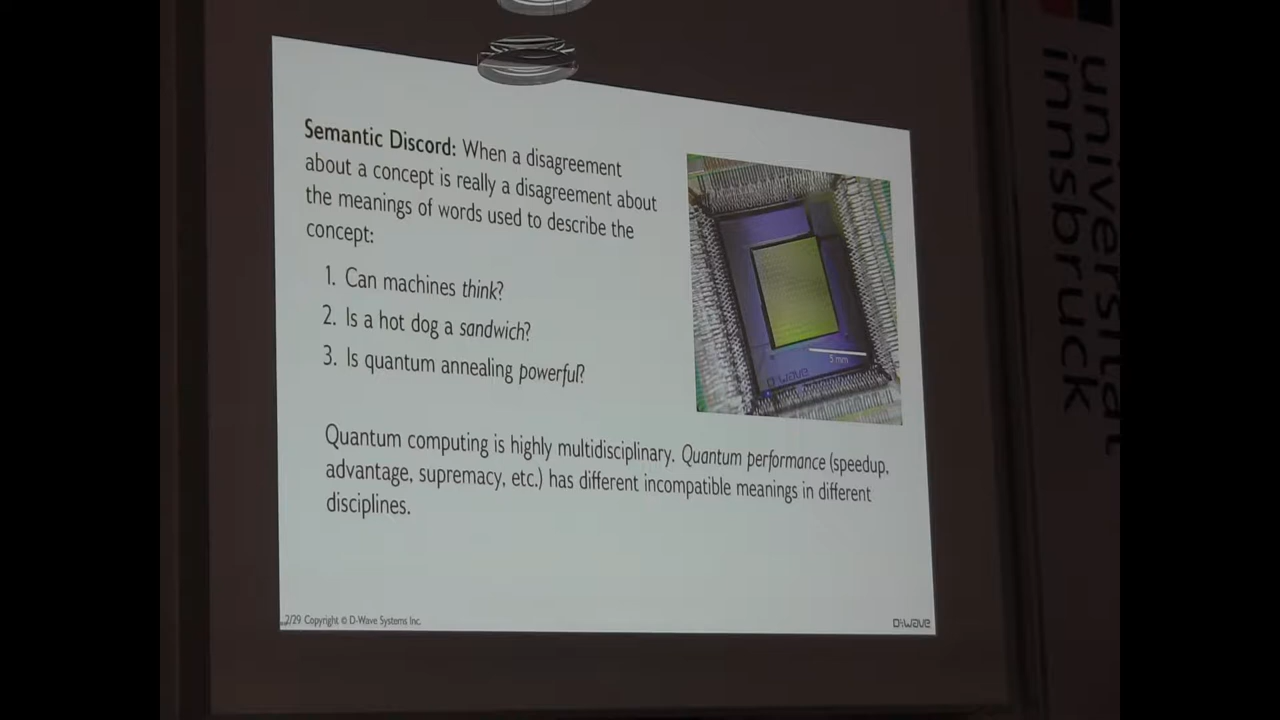 Semantic Discord: When a disagreement
about a concept is really a disagreement about
the meanings of words used to describe the
concept:
1. Can machines think?
2. Is a hot dog a sandwich?
3. Is quantum annealing powerful?
5 mm
D-wave
Quantum computing is highly multidisciplinary. Quantum performance (speedup,
advantage, supremacy, etc.) has different incompatible meanings in different
disciplines.
2/29 Copyright © D-Wave Systems Inc.
D:wave
universität
innsbruck